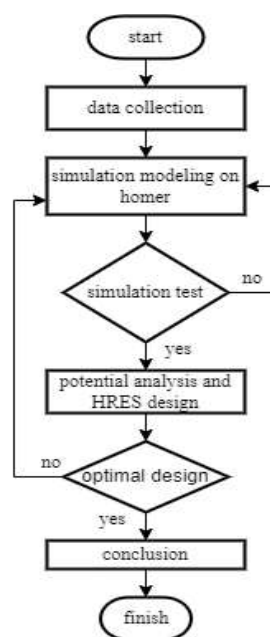 start
data collection
simulation modeling on
homer
simulation test
no
yes
potential analysis and
HRES design
no
optimal design
yes
conclusion
finish